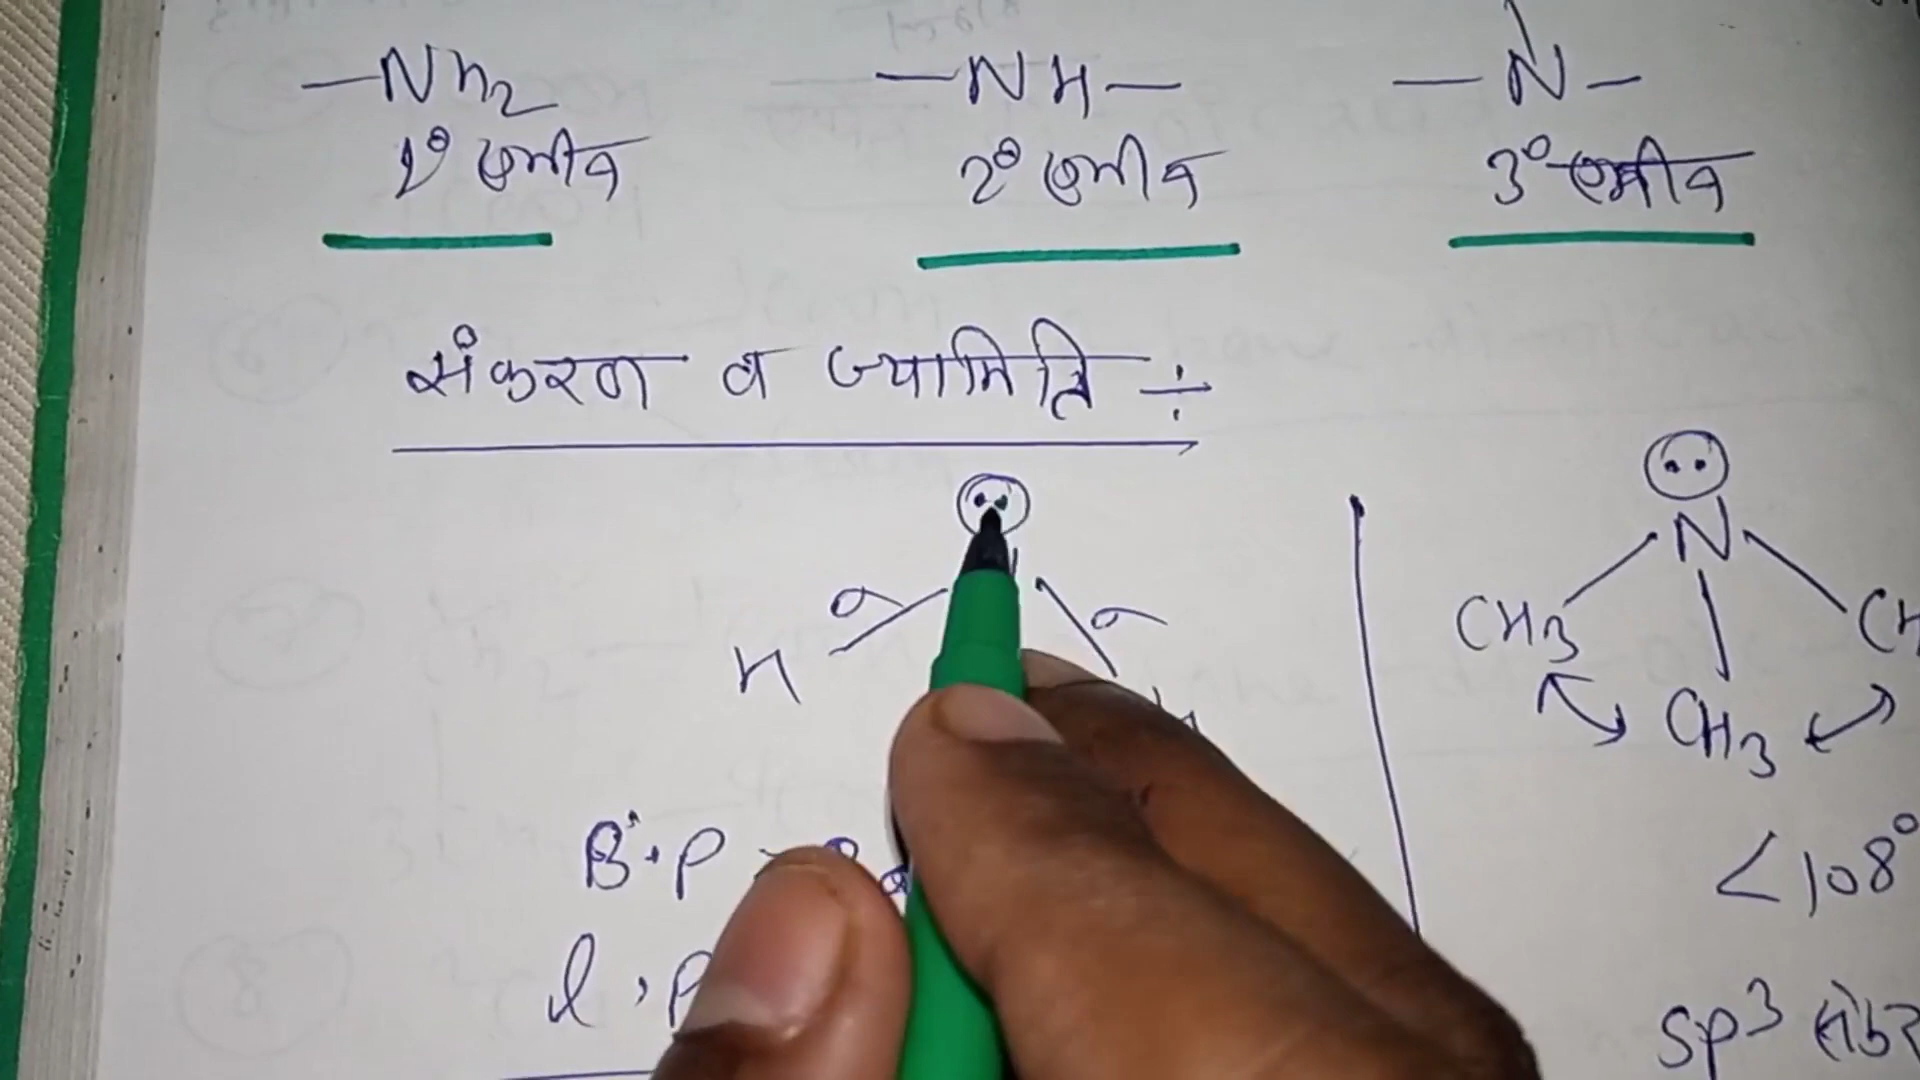 —NH2 —NH— —N—
1° एमीन 2° एमीन 3° एमीन
संकरण व ज्यामिति ÷
N
σ σ
CH3
H
CH3
B.P
<108°
l.P
sp3